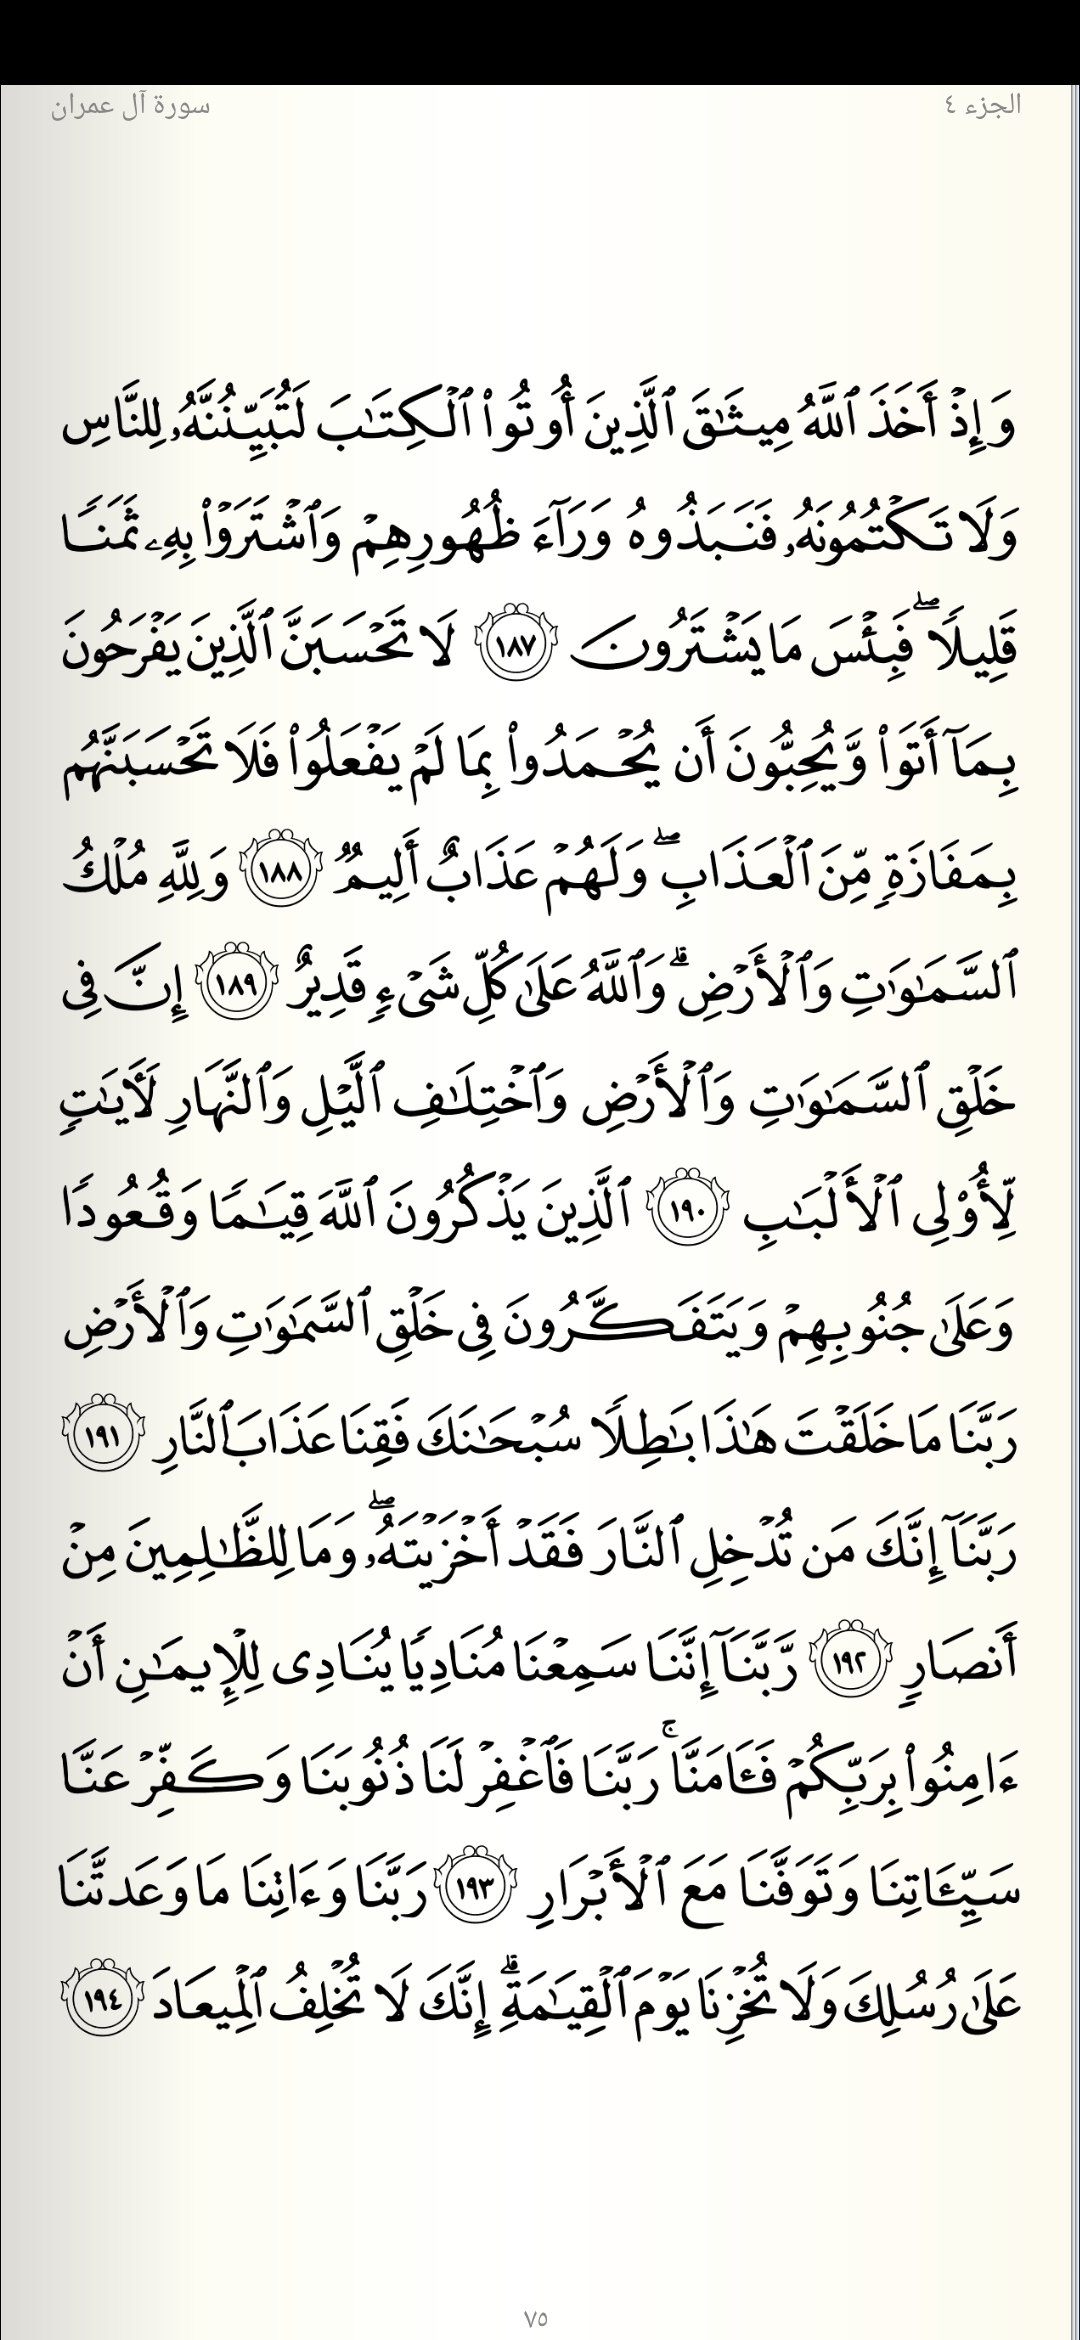 الجزء ٤
سورة آل عمران
وَإِذْ أَخَذَ ٱللَّهُ مِيثَٰقَ ٱلَّذِينَ أُوتُوا۟ ٱلْكِتَٰبَ لَتُبَيِّنُنَّهُۥ لِلنَّاسِ
وَلَا تَكْتُمُونَهُۥ فَنَبَذُوهُ وَرَآءَ ظُهُورِهِمْ وَٱشْتَرَوْا۟ بِهِۦ ثَمَنًا
قَلِيلًا ۖ فَبِئْسَ مَا يَشْتَرُونَ ١٨٧ لَا تَحْسَبَنَّ ٱلَّذِينَ يَفْرَحُونَ
بِمَآ أَتَوا۟ وَّيُحِبُّونَ أَن يُحْمَدُوا۟ بِمَا لَمْ يَفْعَلُوا۟ فَلَا تَحْسَبَنَّهُم
بِمَفَازَةٍ مِّنَ ٱلْعَذَابِ ۖ وَلَهُمْ عَذَابٌ أَلِيمٌ ١٨٨ وَلِلَّهِ مُلْكُ
ٱلسَّمَٰوَٰتِ وَٱلْأَرْضِ ۗ وَٱللَّهُ عَلَىٰ كُلِّ شَىْءٍ قَدِيرٌ ١٨٩ إِنَّ فِى
خَلْقِ ٱلسَّمَٰوَٰتِ وَٱلْأَرْضِ وَٱخْتِلَٰفِ ٱلَّيْلِ وَٱلنَّهَارِ لَـَٔايَٰتٍ
لِّأُو۟لِى ٱلْأَلْبَٰبِ ١٩٠ ٱلَّذِينَ يَذْكُرُونَ ٱللَّهَ قِيَٰمًا وَقُعُودًا
وَعَلَىٰ جُنُوبِهِمْ وَيَتَفَكَّرُونَ فِى خَلْقِ ٱلسَّمَٰوَٰتِ وَٱلْأَرْضِ
رَبَّنَا مَا خَلَقْتَ هَٰذَا بَٰطِلًا سُبْحَٰنَكَ فَقِنَا عَذَابَ ٱلنَّارِ ١٩١
رَبَّنَآ إِنَّكَ مَن تُدْخِلِ ٱلنَّارَ فَقَدْ أَخْزَيْتَهُۥ ۖ وَمَا لِلظَّٰلِمِينَ مِنْ
أَنصَارٍ ١٩٢ رَّبَّنَآ إِنَّنَا سَمِعْنَا مُنَادِيًا يُنَادِى لِلْإِيمَٰنِ أَنْ
ءَامِنُوا۟ بِرَبِّكُمْ فَـَٔامَنَّا ۚ رَبَّنَا فَٱغْفِرْ لَنَا ذُنُوبَنَا وَكَفِّرْ عَنَّا
سَيِّـَٔاتِنَا وَتَوَفَّنَا مَعَ ٱلْأَبْرَارِ ١٩٣ رَبَّنَا وَءَاتِنَا مَا وَعَدتَّنَا
عَلَىٰ رُسُلِكَ وَلَا تُخْزِنَا يَوْمَ ٱلْقِيَٰمَةِ ۗ إِنَّكَ لَا تُخْلِفُ ٱلْمِيعَادَ ١٩٤
٧٥